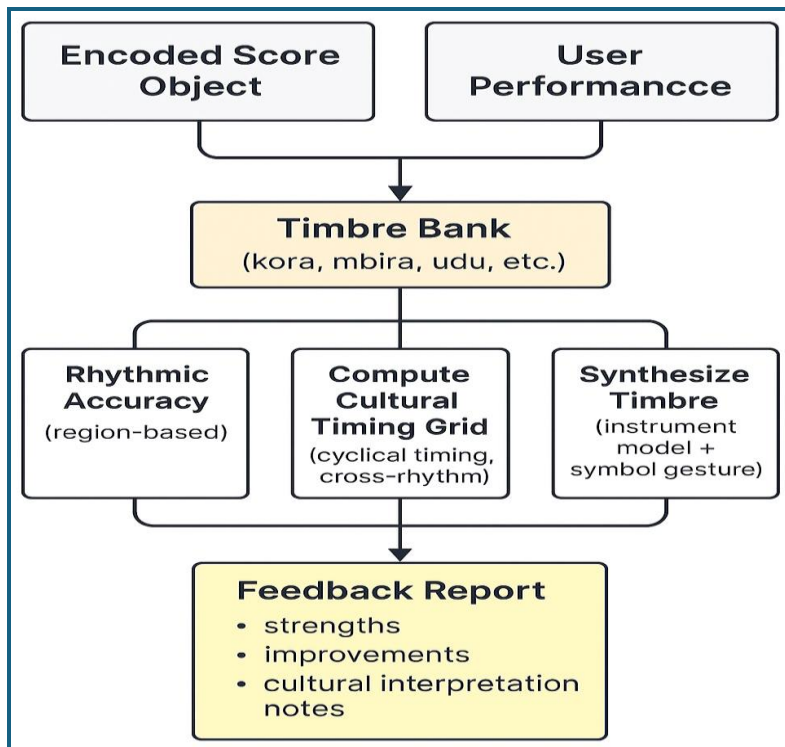 Encoded Score
Object
User
Performancce
Timbre Bank
(kora, mbira, udu, etc.)
Rhythmic
Accuracy
(region-based)
Compute
Cultural
Timing Grid
(cyclical timing,
cross-rhythm)
Synthesize
Timbre
(instrument
model +
symbol gesture)
Feedback Report
• strengths
• improvements
• cultural interpretation
notes